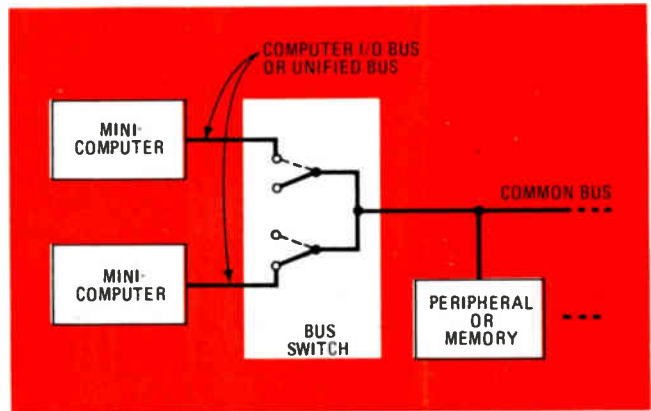 COMPUTER I/O BUS
OR UNIFIED BUS
MINI-
COMPUTER
COMMON BUS
MINI-
COMPUTER
BUS
SWITCH
PERIPHERAL
OR
MEMORY